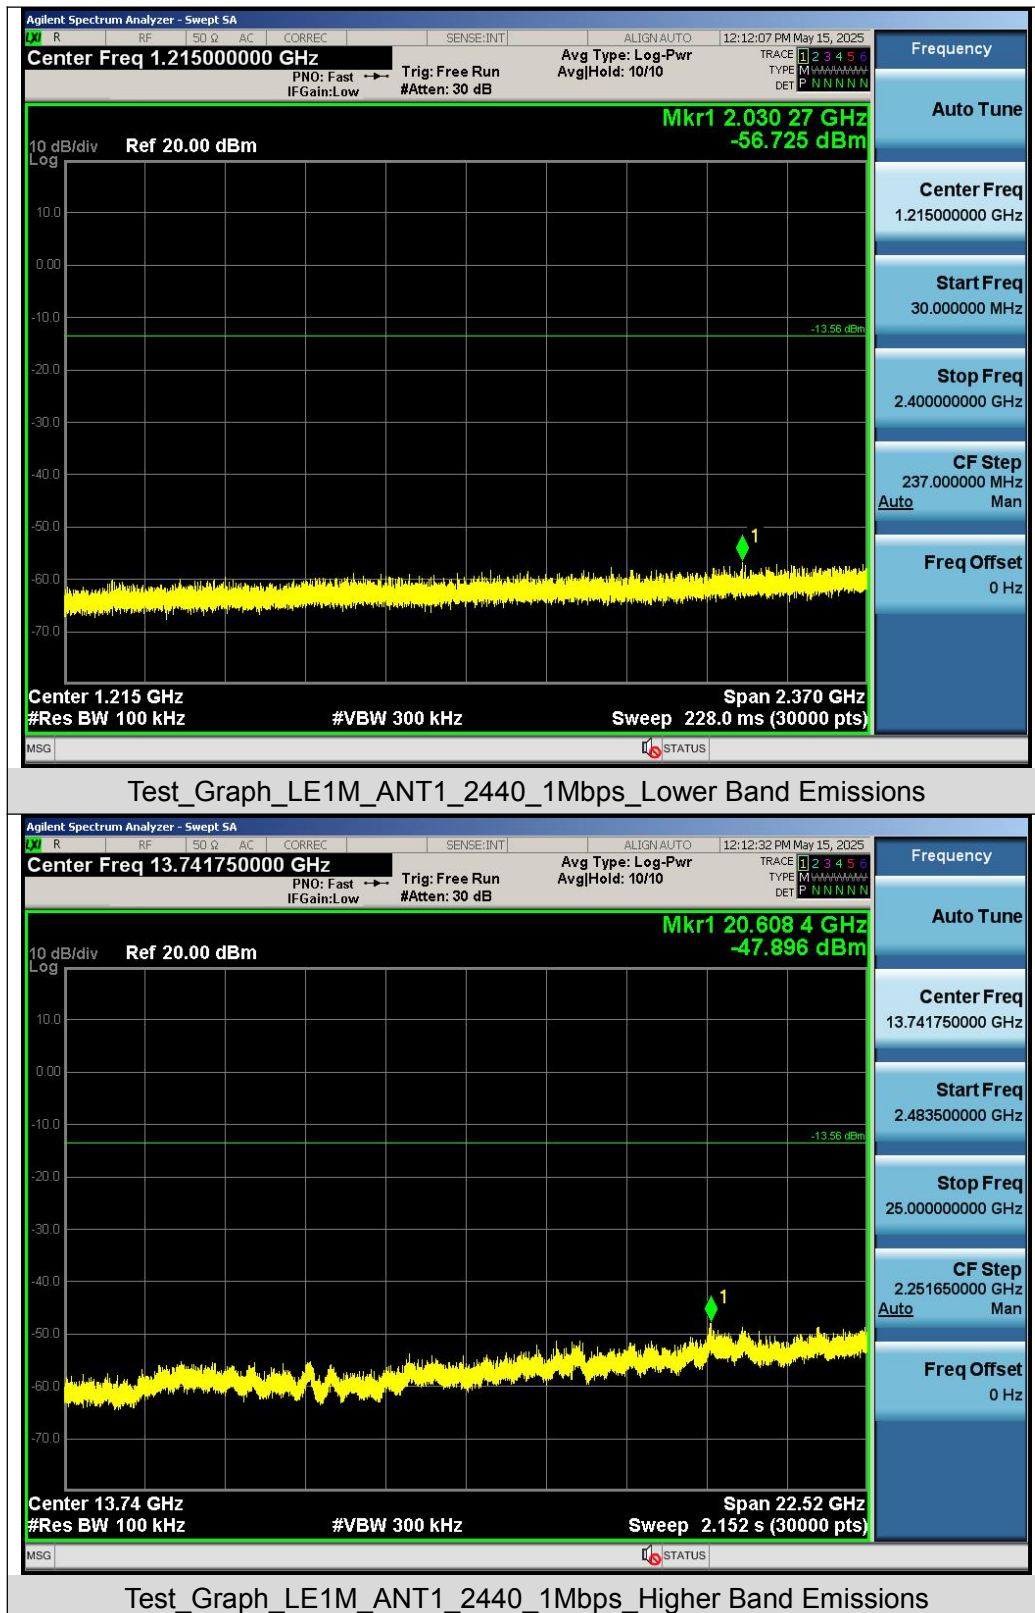 Agilent Spectrum Analyzer - Swept SA
LXI R RF 50 Ω AC CORREC SENSE:INT ALIGN AUTO 12:12:07 PM May 15, 2025
Center Freq 1.215000000 GHz
PNO: Fast
IFGain:Low
Trig: Free Run
#Atten: 30 dB
Avg Type: Log-Pwr
Avg|Hold: 10/10
TRACE 1 2 3 4 5 6
TYPE M
DET P N N N N N
Mkr1 2.030 27 GHz
-56.725 dBm
10 dB/div Ref 20.00 dBm
Log
10.0
0.00
-10.0
-13.56 dBm
-20.0
-30.0
-40.0
-50.0
1
-60.0
-70.0
Center 1.215 GHz Span 2.370 GHz
#Res BW 100 kHz #VBW 300 kHz Sweep 228.0 ms (30000 pts)
MSG STATUS
Frequency
Auto Tune
Center Freq
1.215000000 GHz
Start Freq
30.000000 MHz
Stop Freq
2.400000000 GHz
CF Step
237.000000 MHz
Auto Man
Freq Offset
0 Hz
Test_Graph_LE1M_ANT1_2440_1Mbps_Lower Band Emissions
Agilent Spectrum Analyzer - Swept SA
LXI R RF 50 Ω AC CORREC SENSE:INT ALIGN AUTO 12:12:32 PM May 15, 2025
Center Freq 13.741750000 GHz
PNO: Fast
IFGain:Low
Trig: Free Run
#Atten: 30 dB
Avg Type: Log-Pwr
Avg|Hold: 10/10
TRACE 1 2 3 4 5 6
TYPE M
DET P N N N N N
Mkr1 20.608 4 GHz
-47.896 dBm
10 dB/div Ref 20.00 dBm
Log
10.0
0.00
-10.0
-13.56 dBm
-20.0
-30.0
-40.0
1
-50.0
-60.0
-70.0
Center 13.74 GHz Span 22.52 GHz
#Res BW 100 kHz #VBW 300 kHz Sweep 2.152 s (30000 pts)
MSG STATUS
Frequency
Auto Tune
Center Freq
13.741750000 GHz
Start Freq
2.483500000 GHz
Stop Freq
25.000000000 GHz
CF Step
2.251650000 GHz
Auto Man
Freq Offset
0 Hz
Test_Graph_LE1M_ANT1_2440_1Mbps_Higher Band Emissions